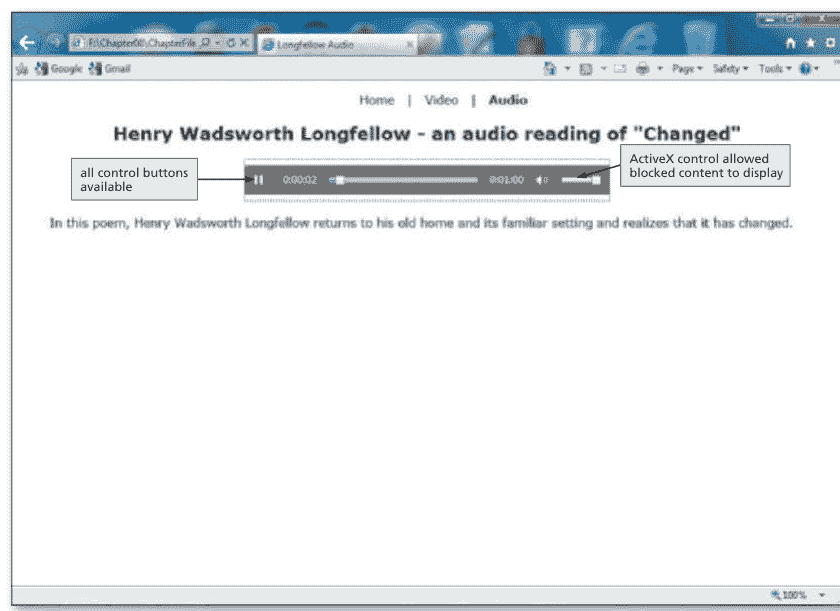 Longfellow Audio
Google Gmail
Page Safety Tools
Home | Video | Audio
Henry Wadsworth Longfellow - an audio reading of "Changed"
all control buttons
available
0:00:02
0:01:00
ActiveX control allowed
blocked content to display
In this poem, Henry Wadsworth Longfellow returns to his old home and its familiar setting and realizes that it has changed.
100%